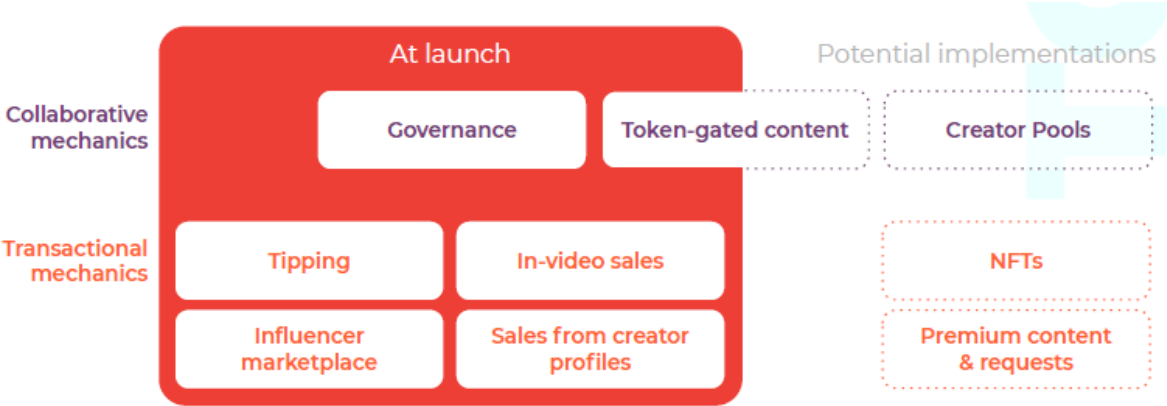 At launch
Potential implementations
Collaborative
mechanics
Governance
Token-gated content
Creator Pools
Transactional
mechanics
Tipping
In-video sales
NFTs
Influencer
marketplace
Sales from creator
profiles
Premium content
& requests